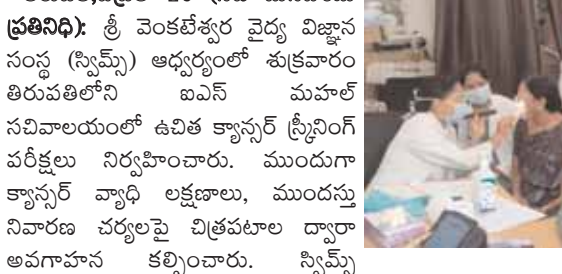 ప్రతినిధి): శ్రీ వెంకటేశ్వర వైద్య విజ్ఞాన
సంస్థ (స్విమ్స్) ఆధ్వర్యంలో శుక్రవారం
తిరుపతిలోని ఐఎస్ మహల్
సచివాలయంలో ఉచిత క్యాన్సర్ స్క్రీనింగ్
పరీక్షలు నిర్వహించారు. ముందుగా
క్యాన్సర్ వ్యాధి లక్షణాలు, ముందస్తు
నివారణ చర్యలపై చిత్రపటాల ద్వారా
అవగాహన కల్పించారు. స్విమ్స్